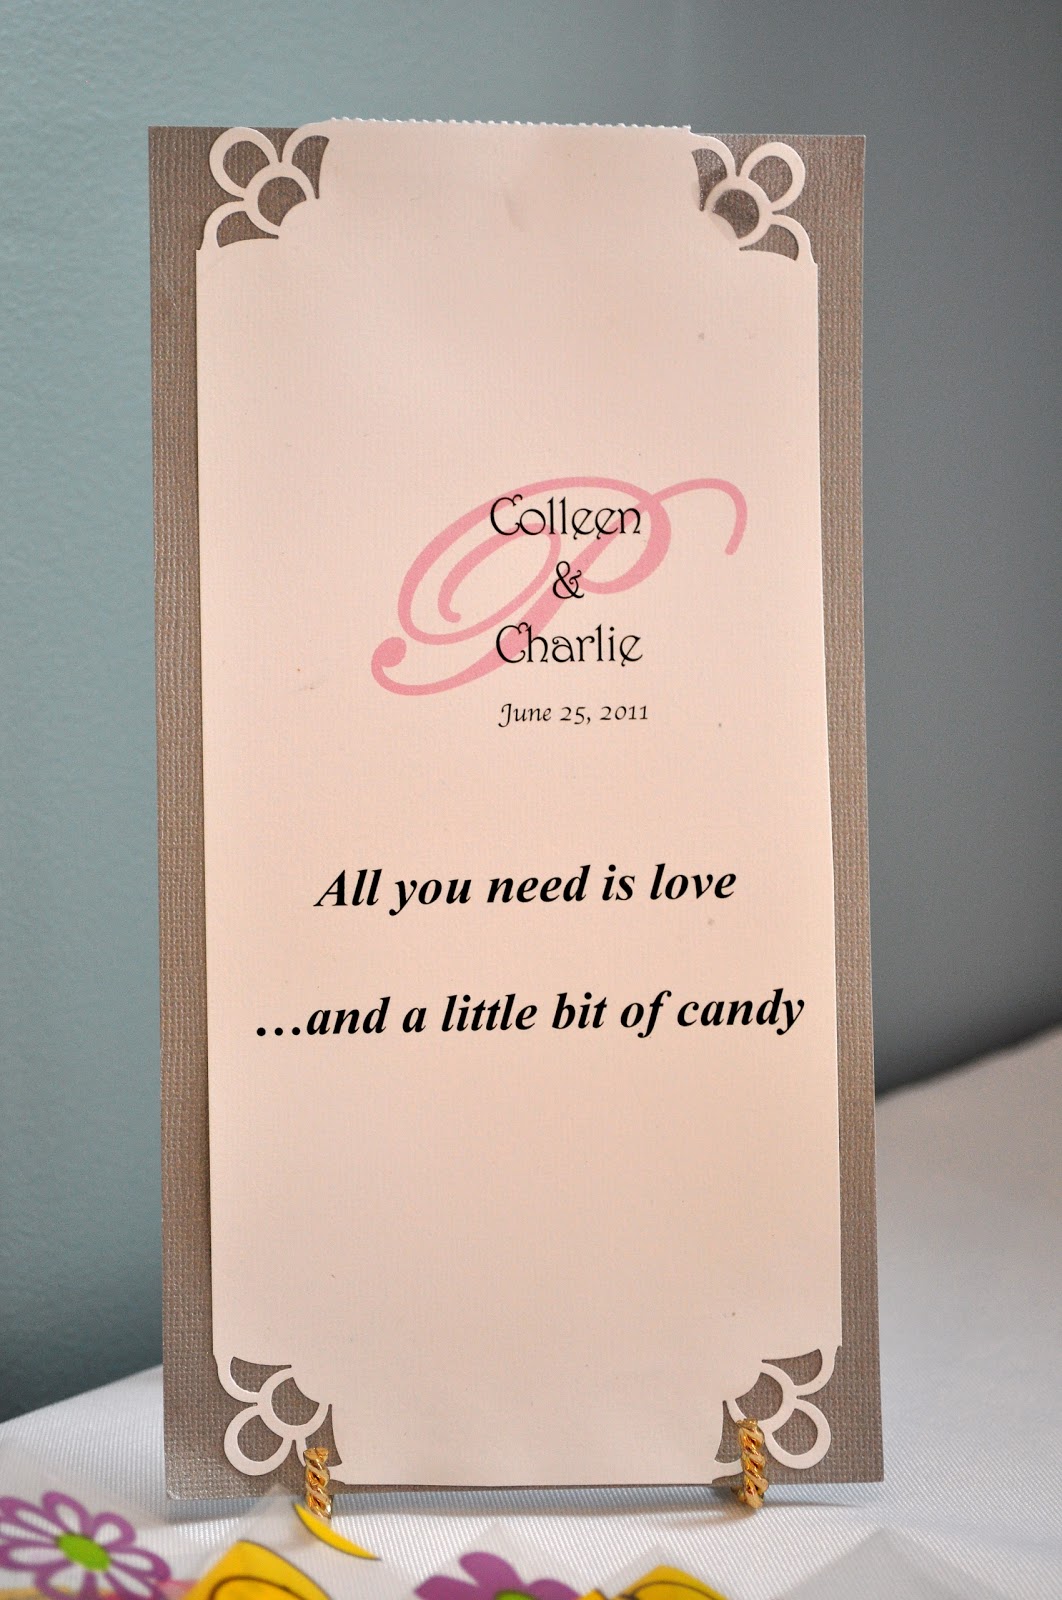 P
Colleen
&
Charlie
June 25, 2011
All you need is love
...and a little bit of candy